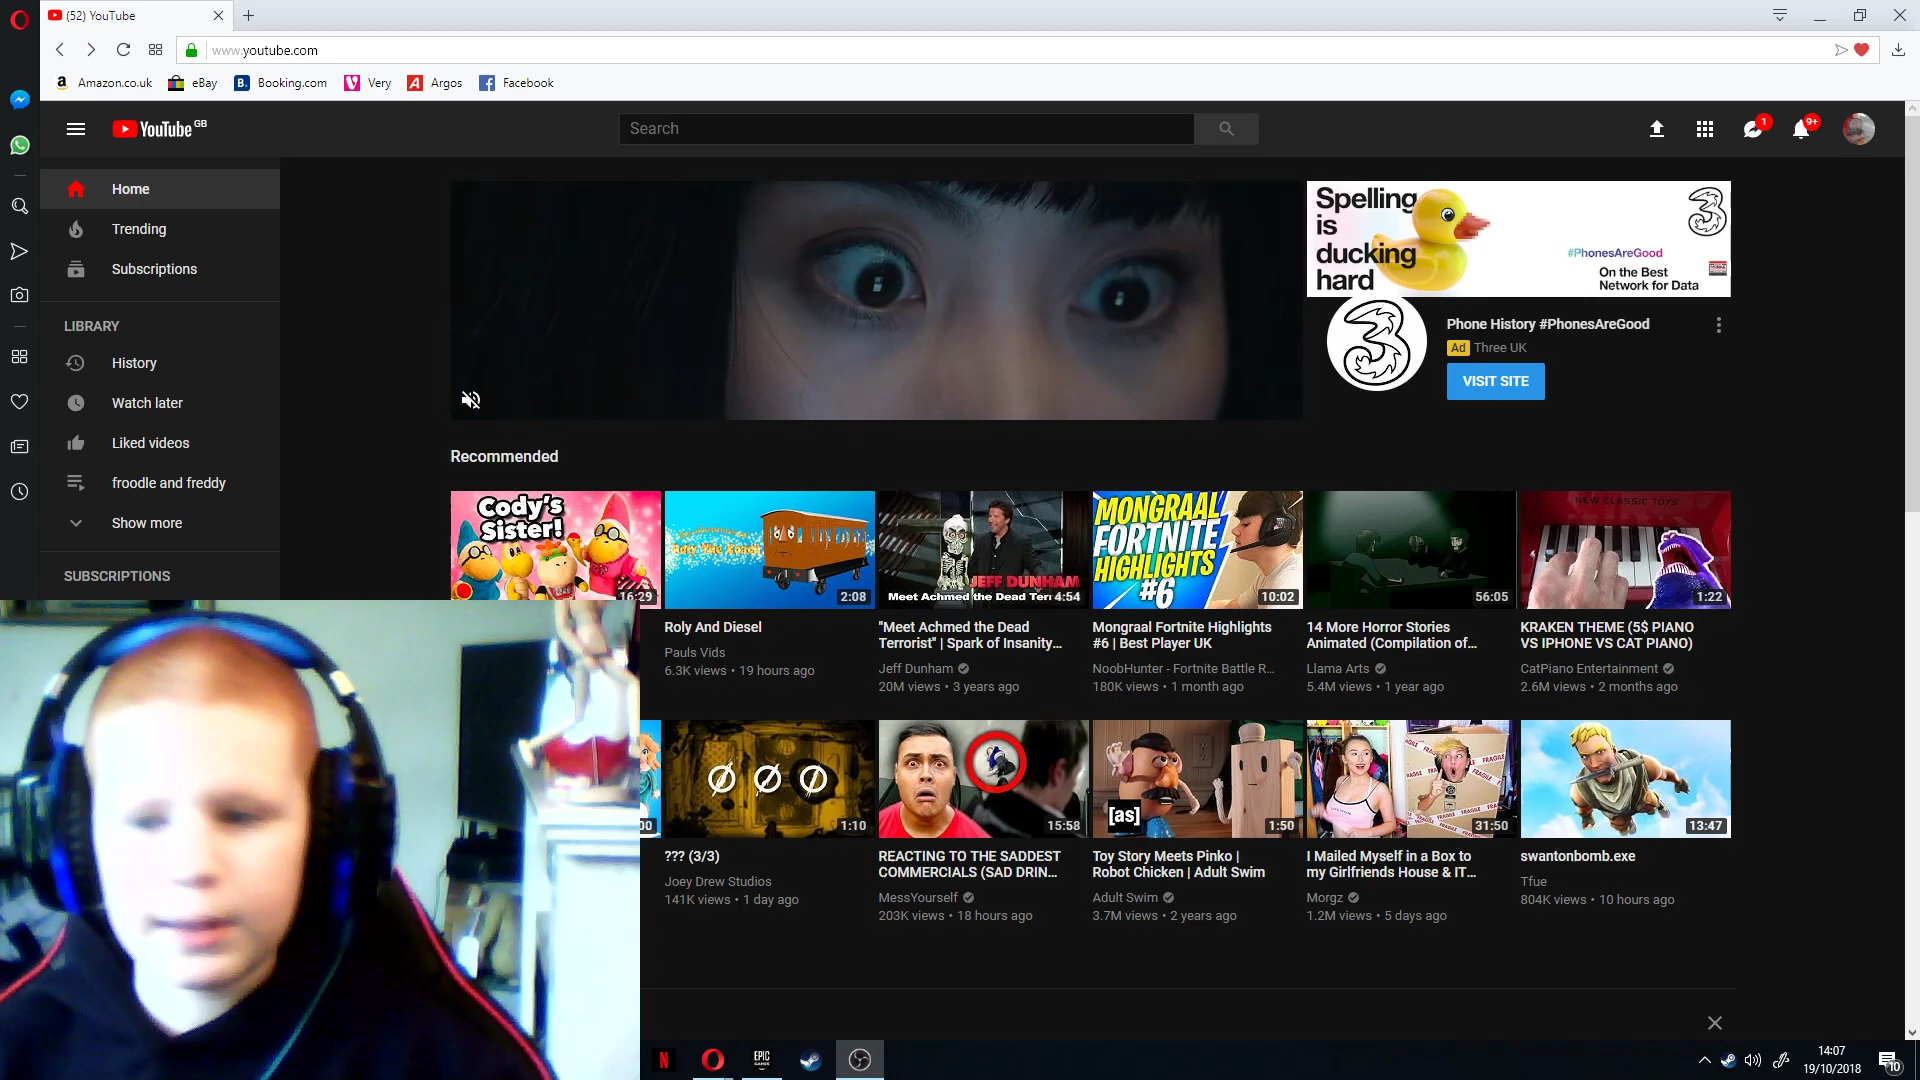 (52) YouTube
www.youtube.com
Amazon.co.uk
eBay
B. Booking.com
Very
Argos
Facebook
YouTube GB
Search
1
9+
Home
Trending
Subscriptions
LIBRARY
History
Watch later
Liked videos
froodle and freddy
Show more
SUBSCRIPTIONS
Spelling
is
ducking
hard
#PhonesAreGood
On the Best
Network for Data
Phone History #PhonesAreGood
Ad Three UK
VISIT SITE
Recommended
Cody's
Sister!
16:29
2:08
JEFF DUNHAM
Meet Achmed the Dead Terr
4:54
MONGRAAL
FORTNITE
HIGHLIGHTS
#6
10:02
56:05
NEW CLASSIC TOYS
1:22
Roly And Diesel
Pauls Vids
6.3K views • 19 hours ago
"Meet Achmed the Dead
Terrorist" | Spark of Insanity...
Jeff Dunham
20M views • 3 years ago
Mongraal Fortnite Highlights
#6 | Best Player UK
NoobHunter - Fortnite Battle R...
180K views • 1 month ago
14 More Horror Stories
Animated (Compilation of...
Llama Arts
5.4M views • 1 year ago
KRAKEN THEME (5$ PIANO
VS IPHONE VS CAT PIANO)
CatPiano Entertainment
2.6M views • 2 months ago
00
1:10
15:58
[as]
1:50
FRAGILE
31:50
13:47
??? (3/3)
Joey Drew Studios
141K views • 1 day ago
REACTING TO THE SADDEST
COMMERCIALS (SAD DRIN...
MessYourself
203K views • 18 hours ago
Toy Story Meets Pinko |
Robot Chicken | Adult Swim
Adult Swim
3.7M views • 2 years ago
I Mailed Myself in a Box to
my Girlfriends House & IT...
Morgz
1.2M views • 5 days ago
swantonbomb.exe
Tfue
804K views • 10 hours ago
N
EPIC
GAMES
14:07
19/10/2018
10